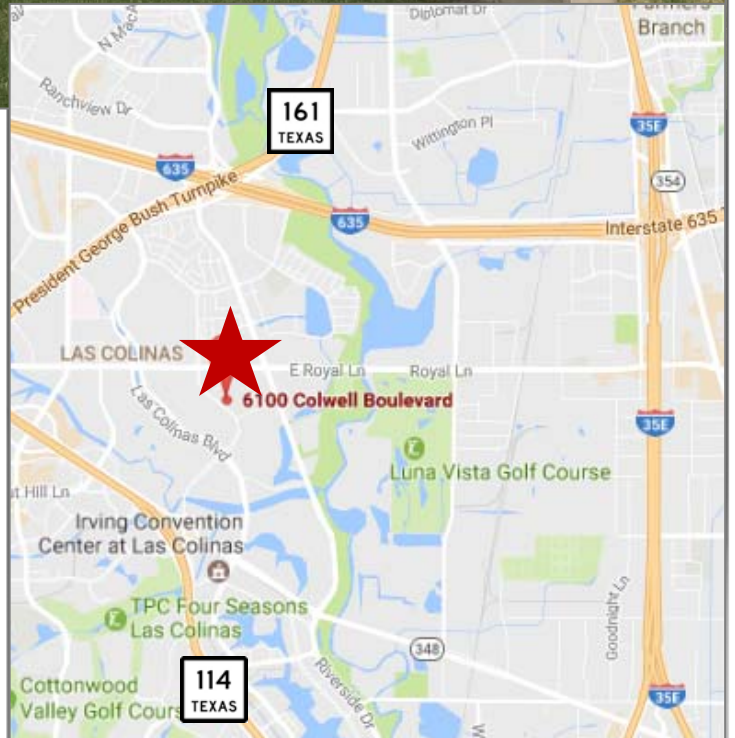 Diplomat Dr
Branch
161
TEXAS
Ranchview Dr
Wittington Pl
35E
635
354
President George Bush Turnpike
635
Interstate 635
LAS COLINAS
E Royal Ln
Royal Ln
6100 Colwell Boulevard
Las Colinas Blvd
35E
Luna Vista Golf Course
Hill Ln
Irving Convention
Center at Las Colinas
TPC Four Seasons
Las Colinas
Goodnight Ln
348
114
TEXAS
Riverside Dr
Cottonwood
Valley Golf Cours
35E